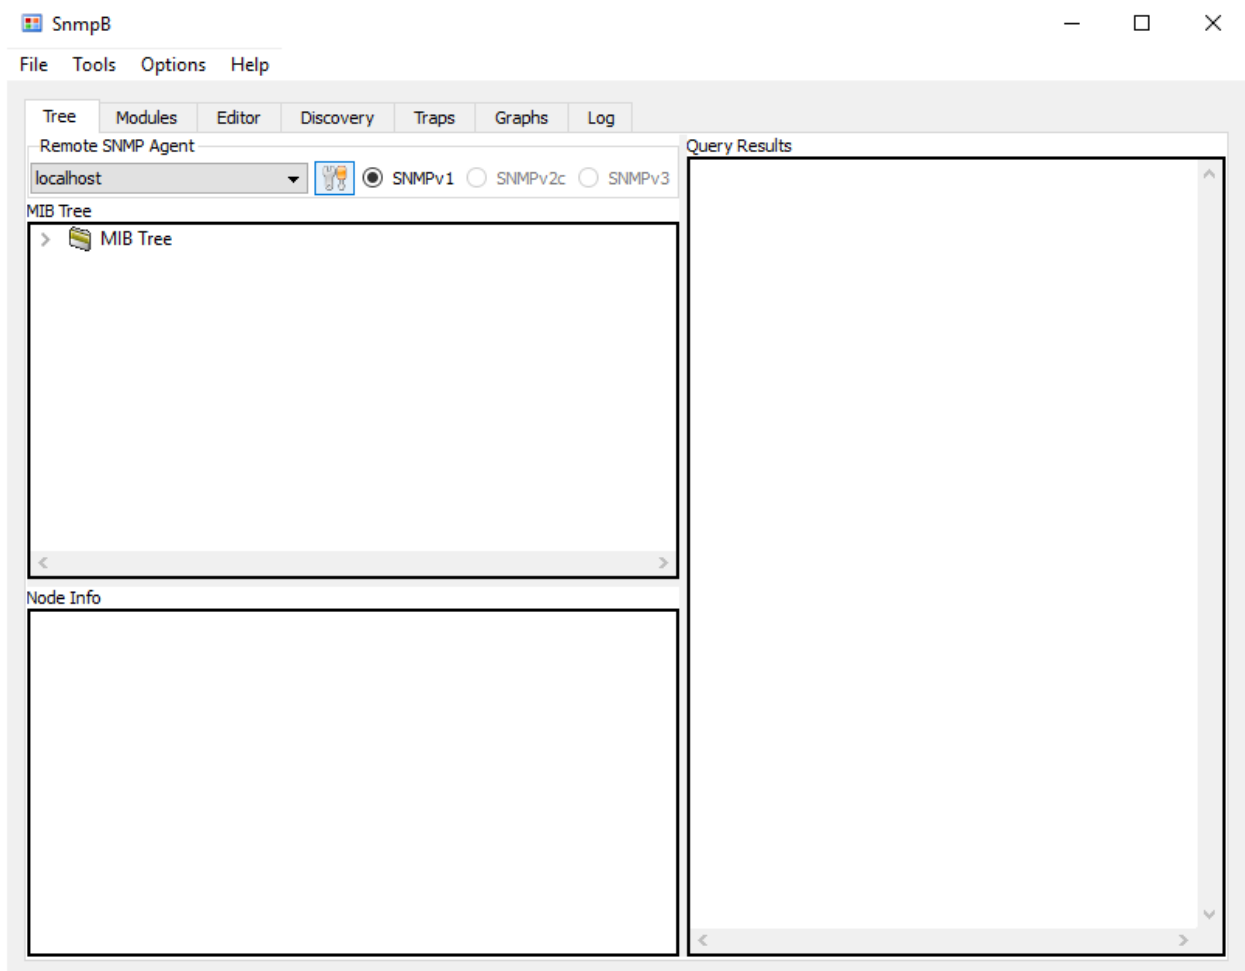 SnmpB
File Tools Options Help
Tree Modules Editor Discovery Traps Graphs Log
Remote SNMP Agent
localhost SNMPv1 SNMPv2c SNMPv3
MIB Tree
MIB Tree
Node Info
Query Results